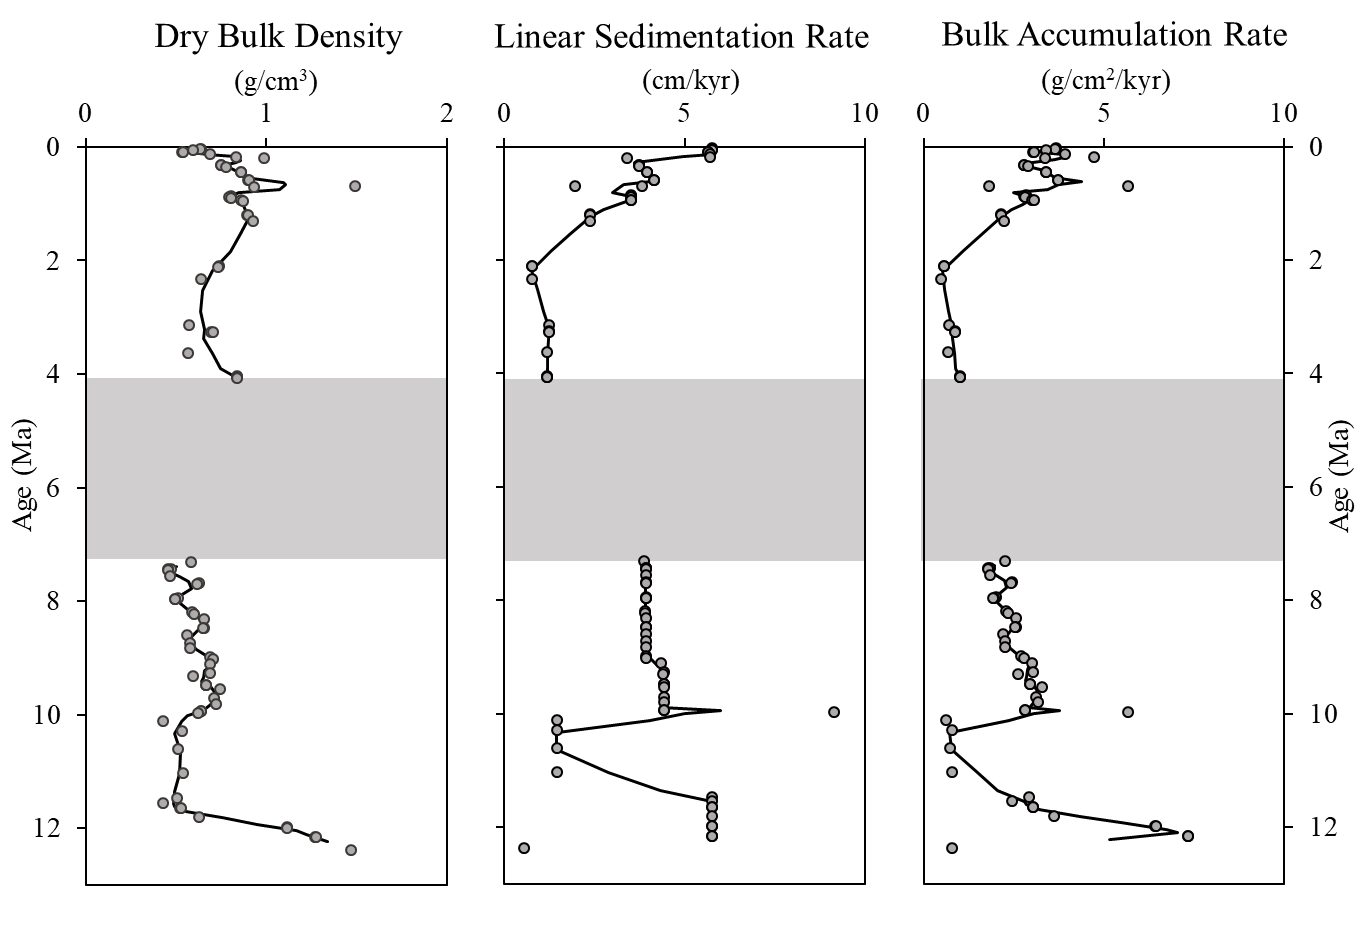 Dry Bulk Density
Linear Sedimentation Rate
Bulk Accumulation Rate
(g/cm³)
(cm/kyr)
(g/cm²/kyr)
0 1 2
0 5 10
0 5 10
0
2
4
6
8
10
12
Age (Ma)
0
2
4
6
8
10
12
Age (Ma)